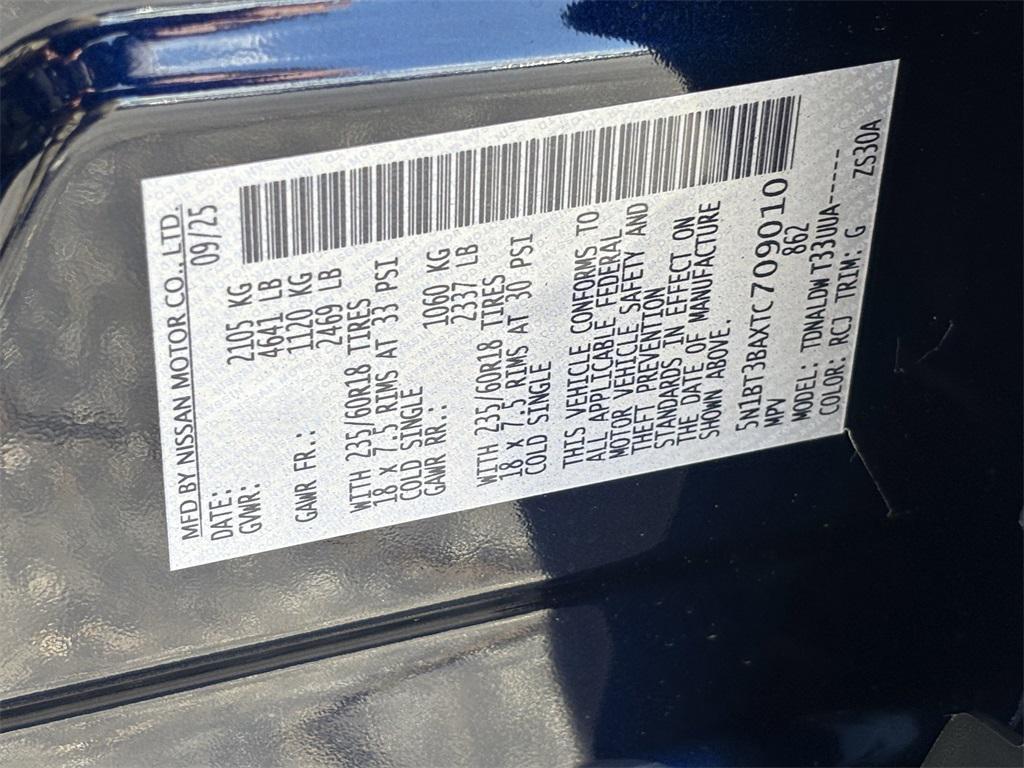 MFD BY NISSAN MOTOR CO., LTD.
DATE: 09/25
GVWR: 2105 KG
4641 LB
GAWR FR.: 1120 KG
2469 LB
WITH 235/60R18 TIRES
18 X 7.5 RIMS AT 33 PSI
COLD SINGLE
GAWR RR.: 1060 KG
2337 LB
WITH 235/60R18 TIRES
18 X 7.5 RIMS AT 30 PSI
COLD SINGLE
THIS VEHICLE CONFORMS TO
ALL APPLICABLE FEDERAL
MOTOR VEHICLE SAFETY AND
THEFT PREVENTION
STANDARDS IN EFFECT ON
THE DATE OF MANUFACTURE
SHOWN ABOVE.
5N1BT3BAXTC709010
MPV 862
MODEL: TDNALDWT33UUA-----
COLOR: RCJ TRIM: G ZS30A